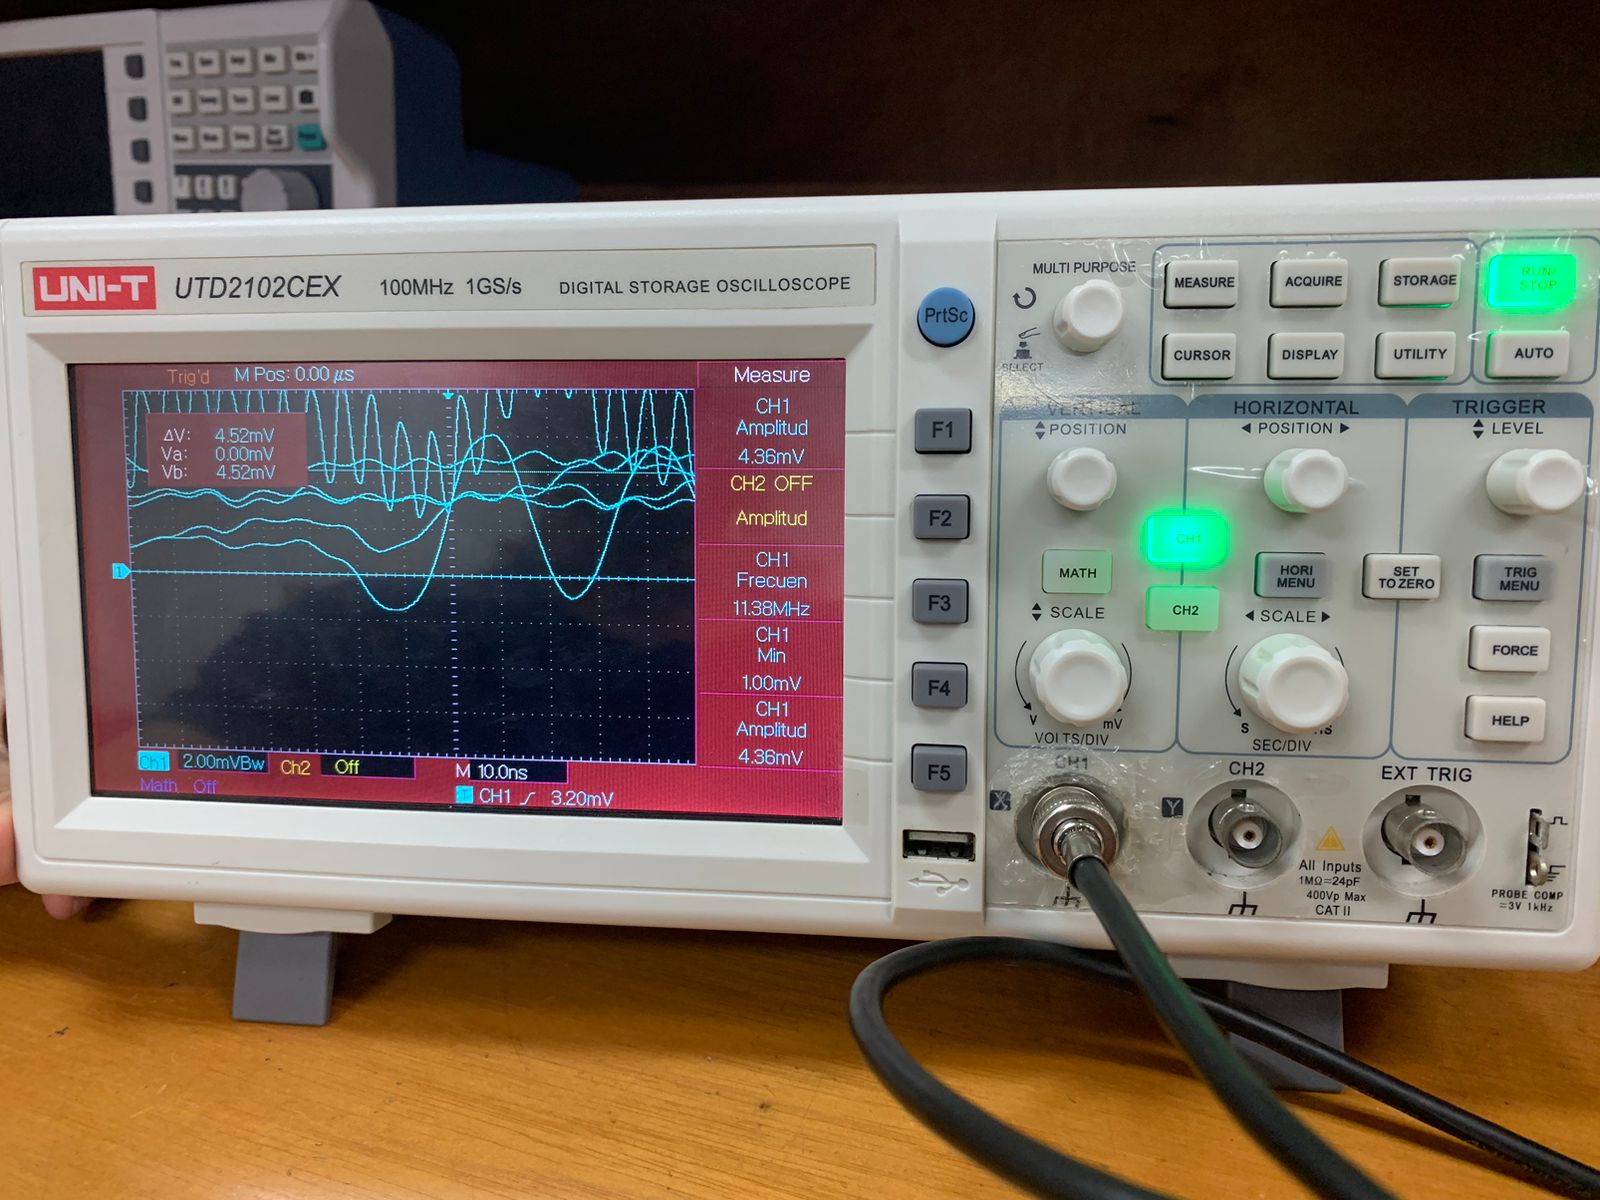 UNI-T UTD2102CEX 100MHz 1GS/s DIGITAL STORAGE OSCILLOSCOPE
Trig'd M Pos: 0.00 µs
ΔV: 4.52mV
Va: 0.00mV
Vb: 4.52mV
1
Measure
CH1
Amplitud
4.36mV
CH2 OFF
Amplitud
CH1
Frecuen
11.38MHz
CH1
Min
1.00mV
CH1
Amplitud
4.36mV
Ch1 2.00mVBw Ch2 Off M 10.0ns
Math Off
T CH1 3.20mV
PrtSc
F1
F2
F3
F4
F5
MULTI PURPOSE
SELECT
MEASURE
ACQUIRE
STORAGE
RUN/
STOP
CURSOR
DISPLAY
UTILITY
AUTO
VERTICAL
POSITION
CH1
MATH
CH2
SCALE
V mV
VOLTS/DIV
HORIZONTAL
POSITION
HORI
MENU
SET
TO ZERO
SCALE
S ns
SEC/DIV
TRIGGER
LEVEL
TRIG
MENU
FORCE
HELP
CH1
X
CH2
Y
EXT TRIG
All Inputs
1MΩ=24pF
400Vp Max
CAT II
PROBE COMP
≈3V 1kHz